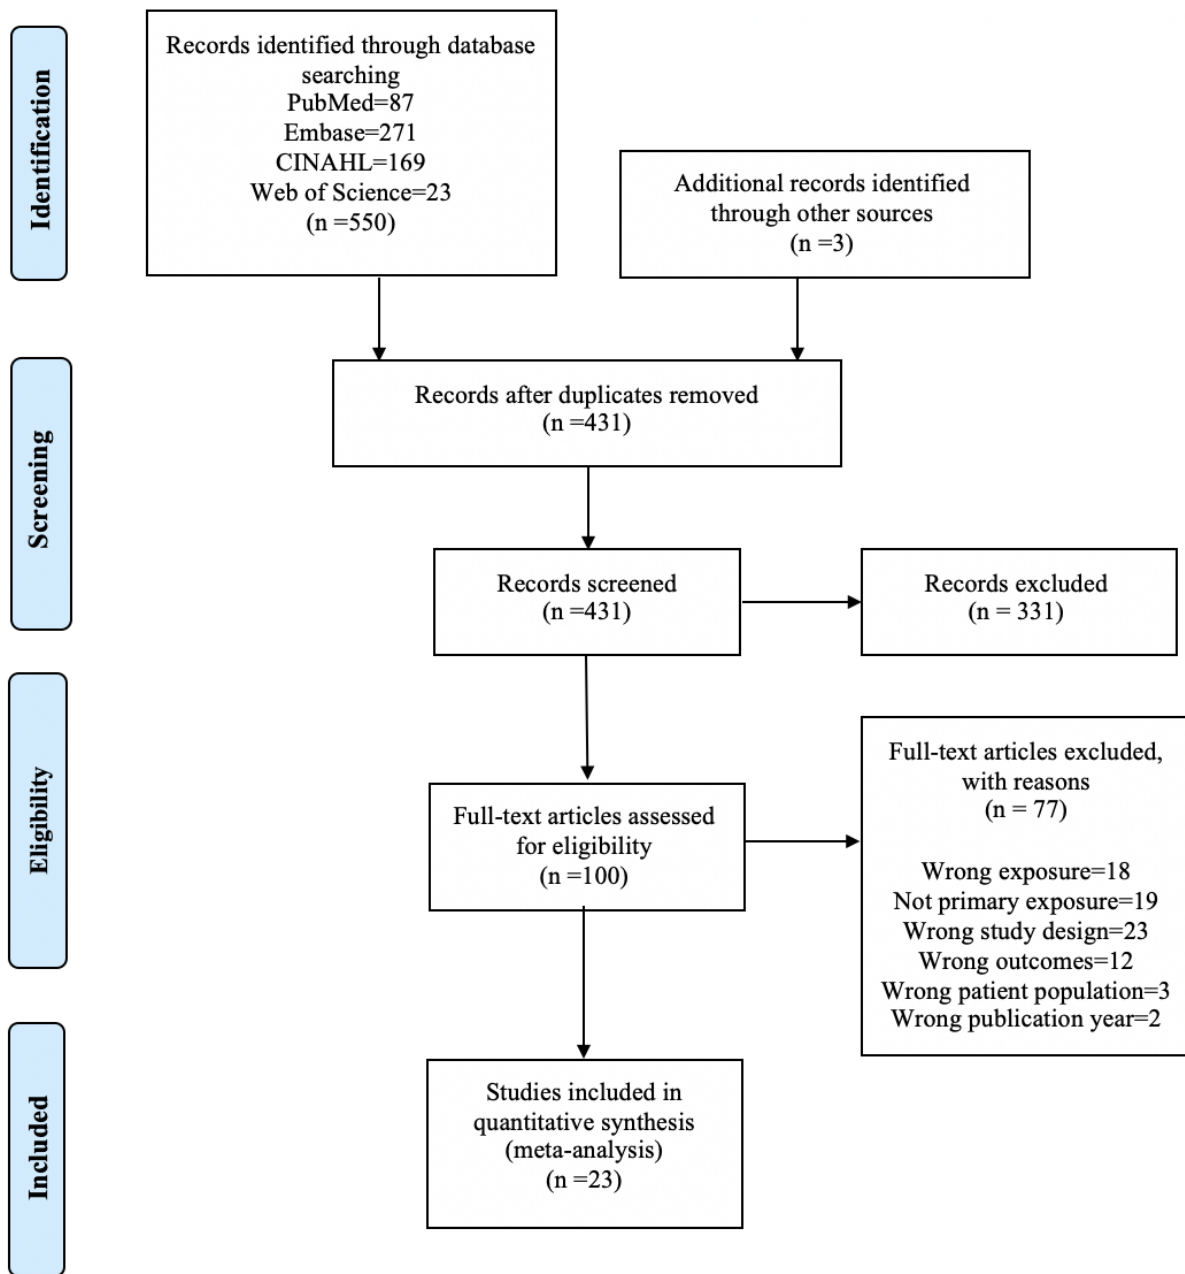 Identification
Records identified through database
searching
PubMed=87
Embase=271
CINAHL=169
Web of Science=23
(n =550)
Additional records identified
through other sources
(n =3)
Screening
Records after duplicates removed
(n =431)
Records screened
(n =431)
Records excluded
(n = 331)
Eligibility
Full-text articles assessed
for eligibility
(n =100)
Full-text articles excluded,
with reasons
(n = 77)
Wrong exposure=18
Not primary exposure=19
Wrong study design=23
Wrong outcomes=12
Wrong patient population=3
Wrong publication year=2
Included
Studies included in
quantitative synthesis
(meta-analysis)
(n =23)